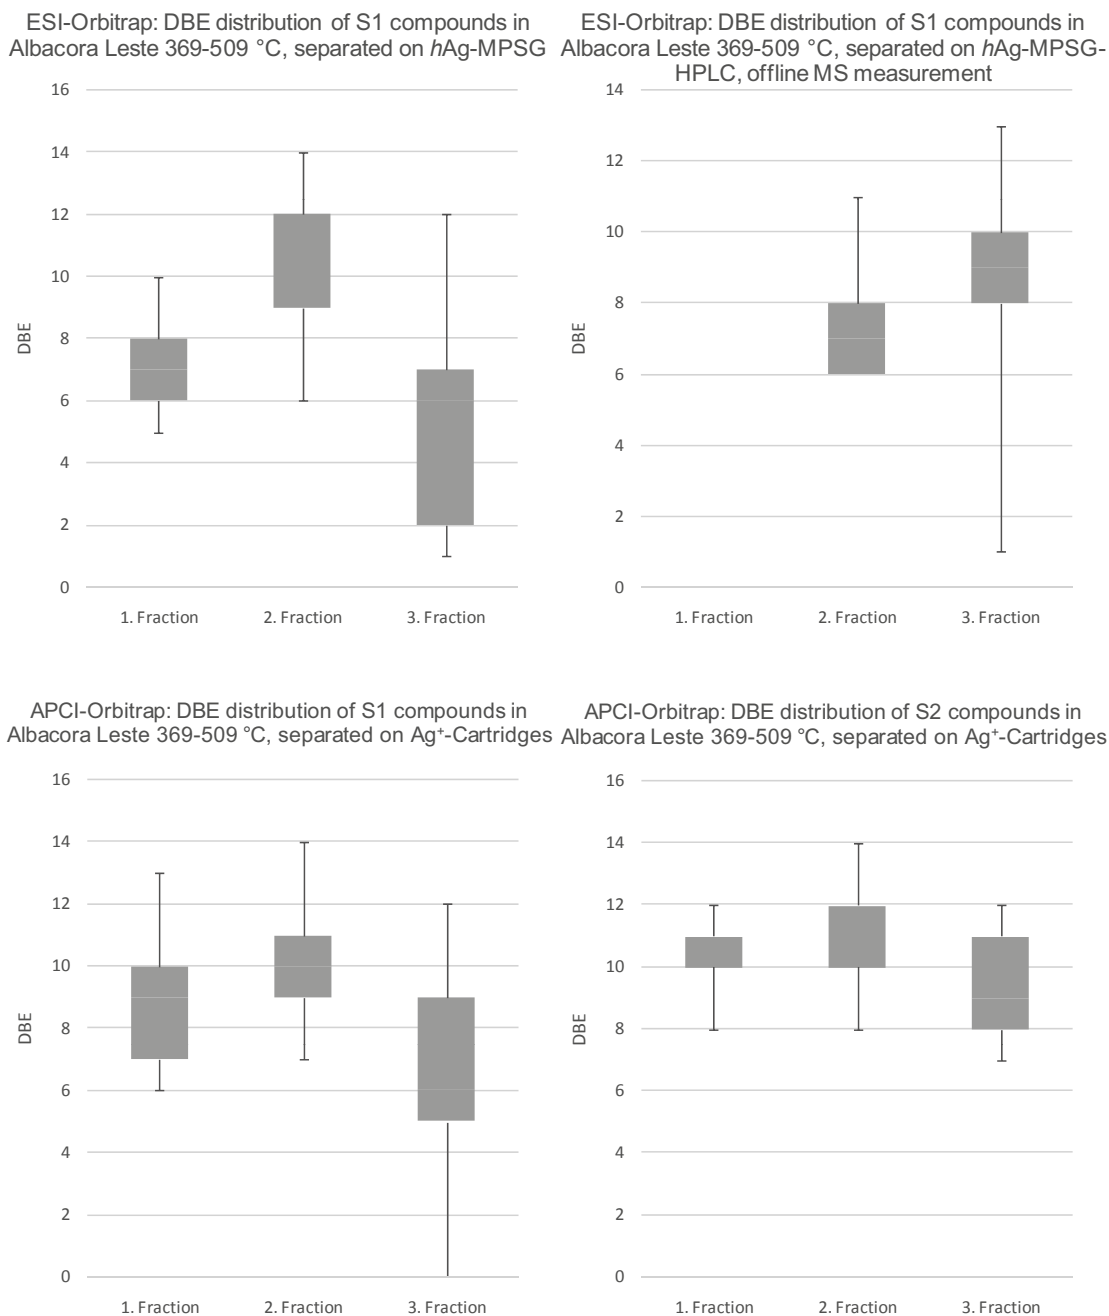 ESI-Orbitrap: DBE distribution of S1 compounds in
Albacora Leste 369-509 °C, separated on hAg-MPSG
16
14
12
10
8
6
4
2
0
DBE
1. Fraction 2. Fraction 3. Fraction
ESI-Orbitrap: DBE distribution of S1 compounds in
Albacora Leste 369-509 °C, separated on hAg-MPSG-
HPLC, offline MS measurement
14
12
10
8
6
4
2
0
DBE
1. Fraction 2. Fraction 3. Fraction
APCI-Orbitrap: DBE distribution of S1 compounds in
Albacora Leste 369-509 °C, separated on Ag⁺-Cartridges
16
14
12
10
8
6
4
2
0
DBE
1. Fraction 2. Fraction 3. Fraction
APCI-Orbitrap: DBE distribution of S2 compounds in
Albacora Leste 369-509 °C, separated on Ag⁺-Cartridges
16
14
12
10
8
6
4
2
0
DBE
1. Fraction 2. Fraction 3. Fraction